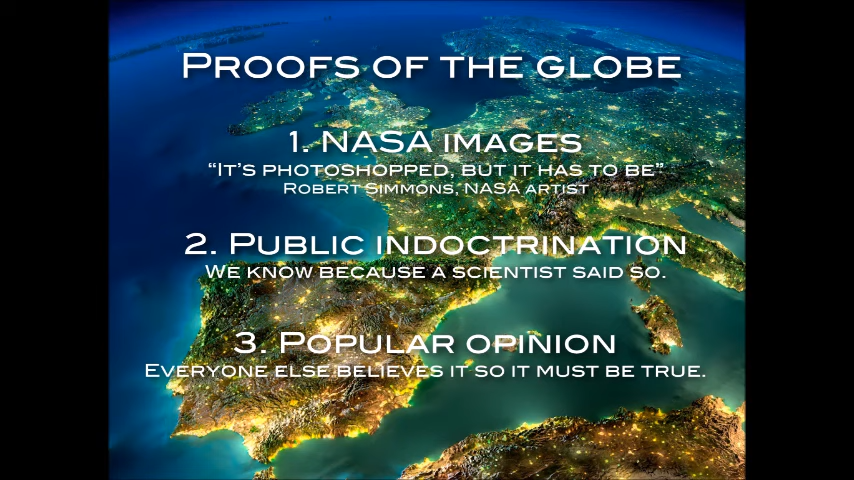 Proofs of the globe
1. NASA images
“It’s photoshopped, but it has to be”
Robert Simmons, NASA artist
2. Public indoctrination
We know because a scientist said so.
3. Popular opinion
Everyone else believes it so it must be true.